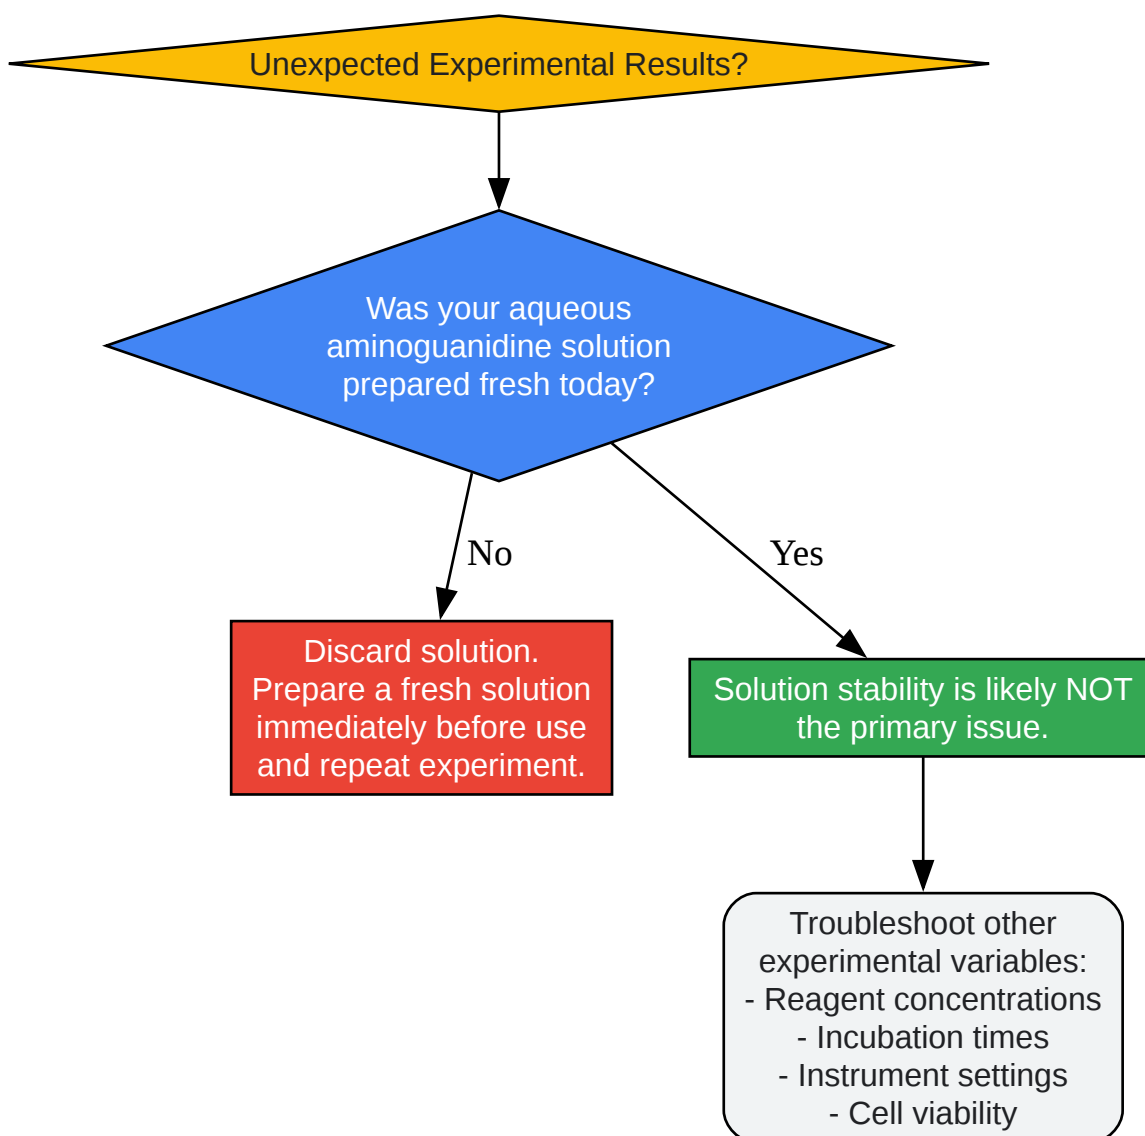 Unexpected Experimental Results?
Was your aqueous
aminoguanidine solution
prepared fresh today?
No
Yes
Discard solution.
Prepare a fresh solution
immediately before use
and repeat experiment.
Solution stability is likely NOT
the primary issue.
Troubleshoot other
experimental variables:
- Reagent concentrations
- Incubation times
- Instrument settings
- Cell viability